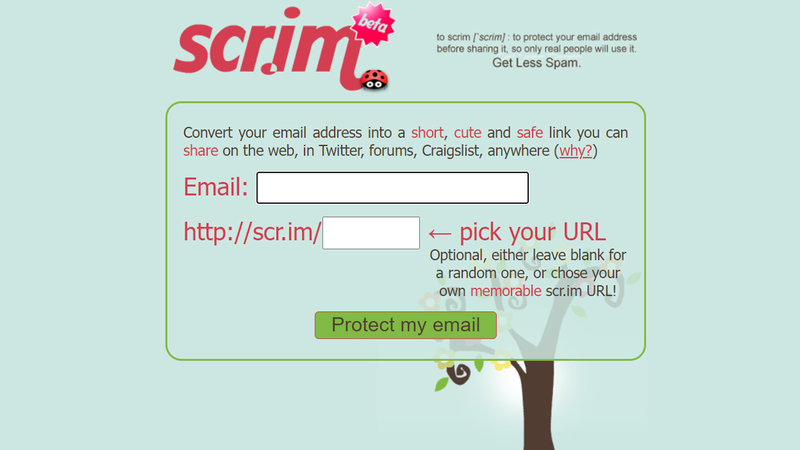 scr.im
beta
to scrim [`scrim] : to protect your email address
before sharing it, so only real people will use it.
Get Less Spam.
Convert your email address into a short, cute and safe link you can
share on the web, in Twitter, forums, Craigslist, anywhere (why?)
Email:
http://scr.im/ ← pick your URL
Optional, either leave blank for
a random one, or chose your
own memorable scr.im URL!
Protect my email